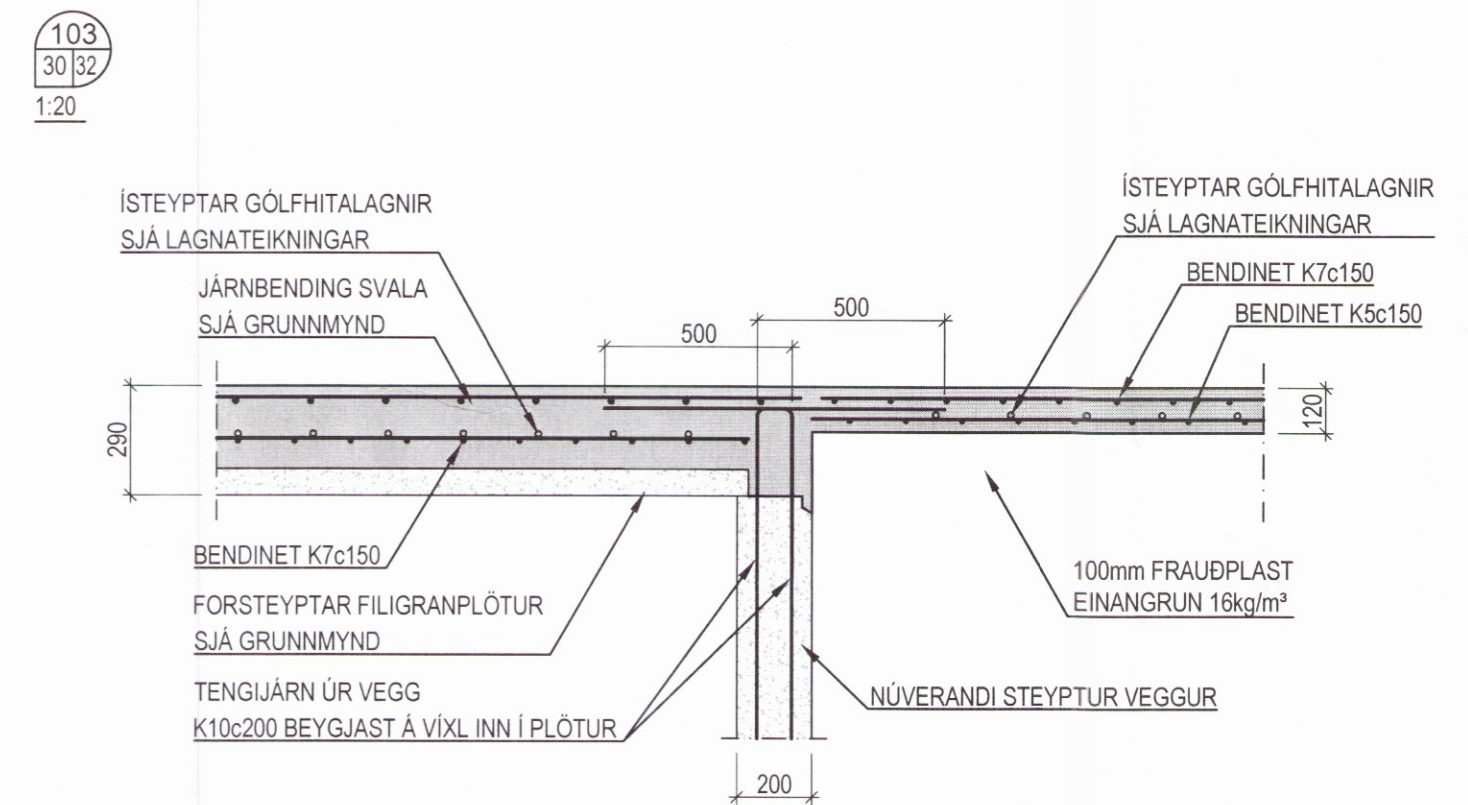 103
30 32
1:20
ÍSTEYPTAR GÓLFHITALAGNIR
SJÁ LAGNATEIKNINGAR
JÁRNBENDING SVALA
SJÁ GRUNNMYND
500
500
ÍSTEYPTAR GÓLFHITALAGNIR
SJÁ LAGNATEIKNINGAR
BENDINET K7c150
BENDINET K5c150
290
120
BENDINET K7c150
FORSTEYPTAR FILIGRANPLÖTUR
SJÁ GRUNNMYND
TENGIJÁRN ÚR VEGG
K10c200 BEYGJAST Á VÍXL INN Í PLÖTUR
100mm FRAUÐPLAST
EINANGRUN 16kg/m³
NÚVERANDI STEYPTUR VEGGUR
200